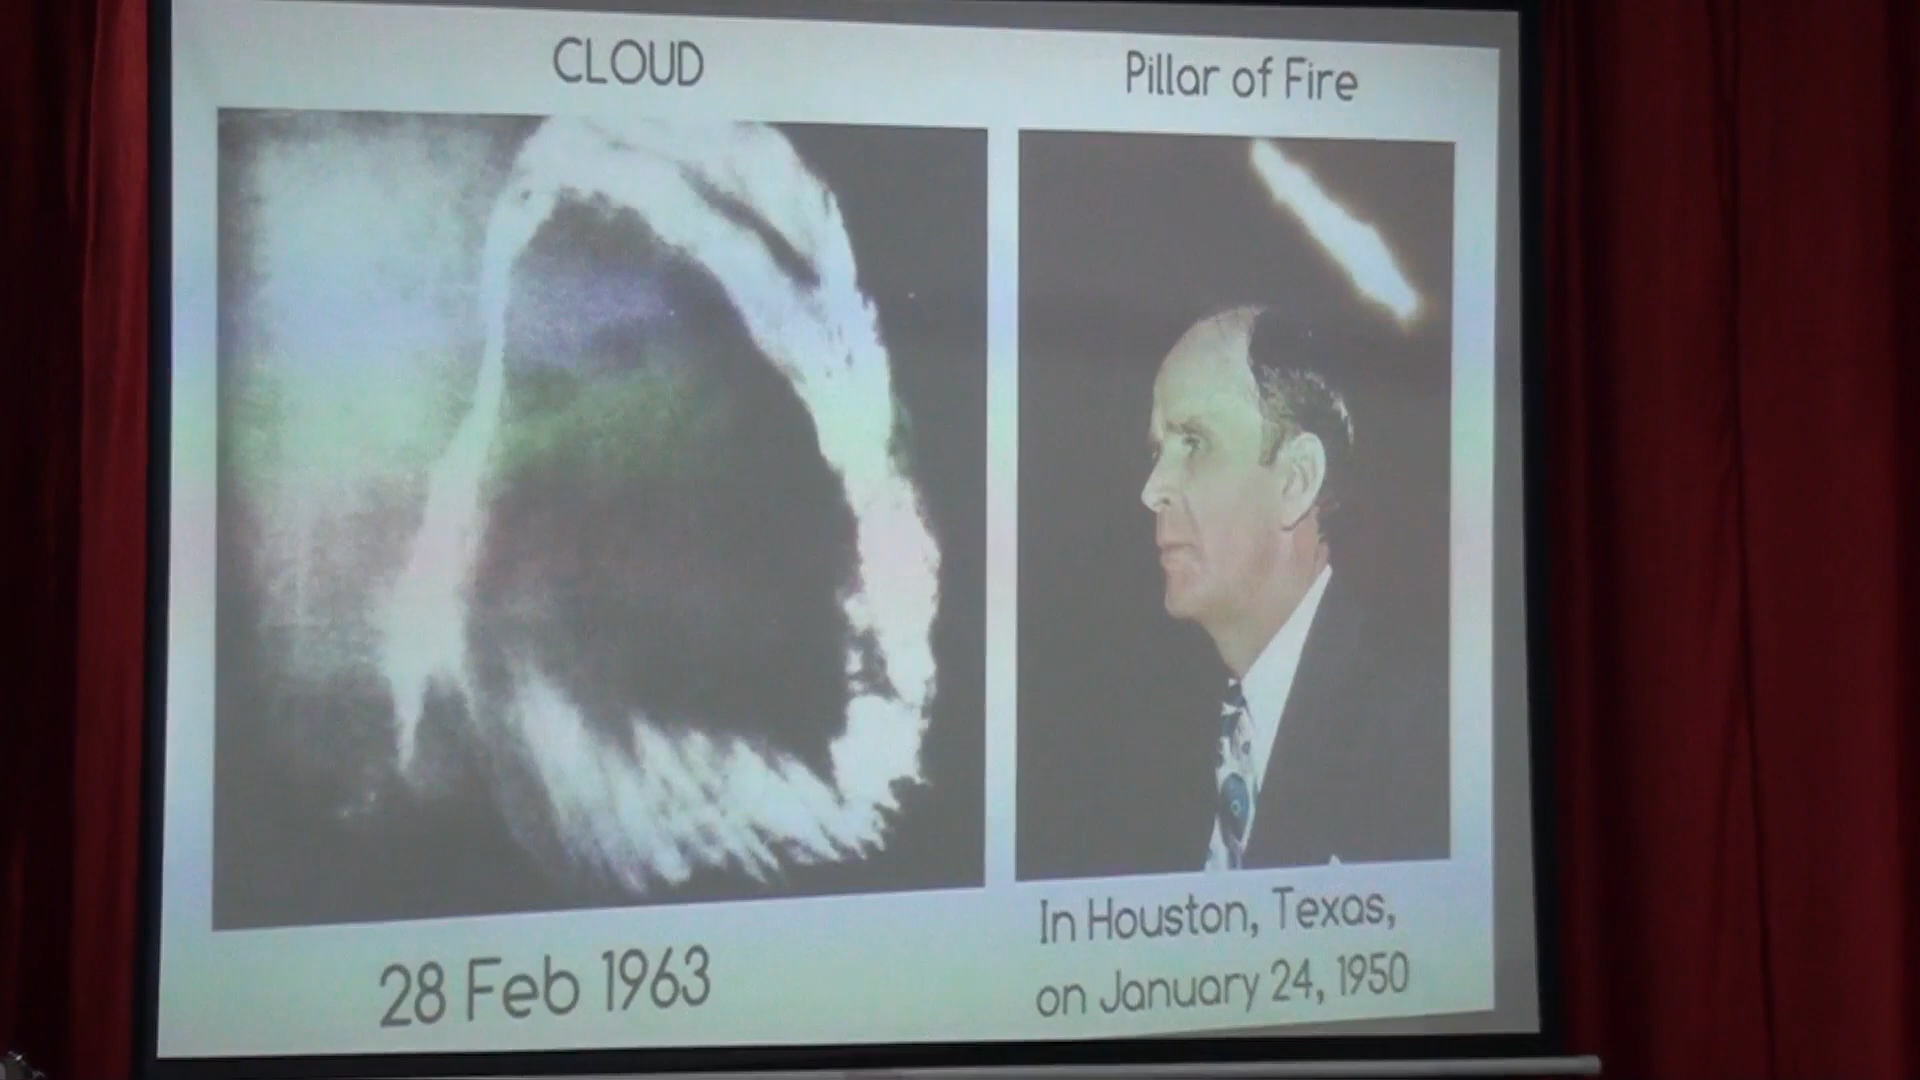 CLOUD
Pillar of Fire
28 Feb 1963
In Houston, Texas,
on January 24, 1950